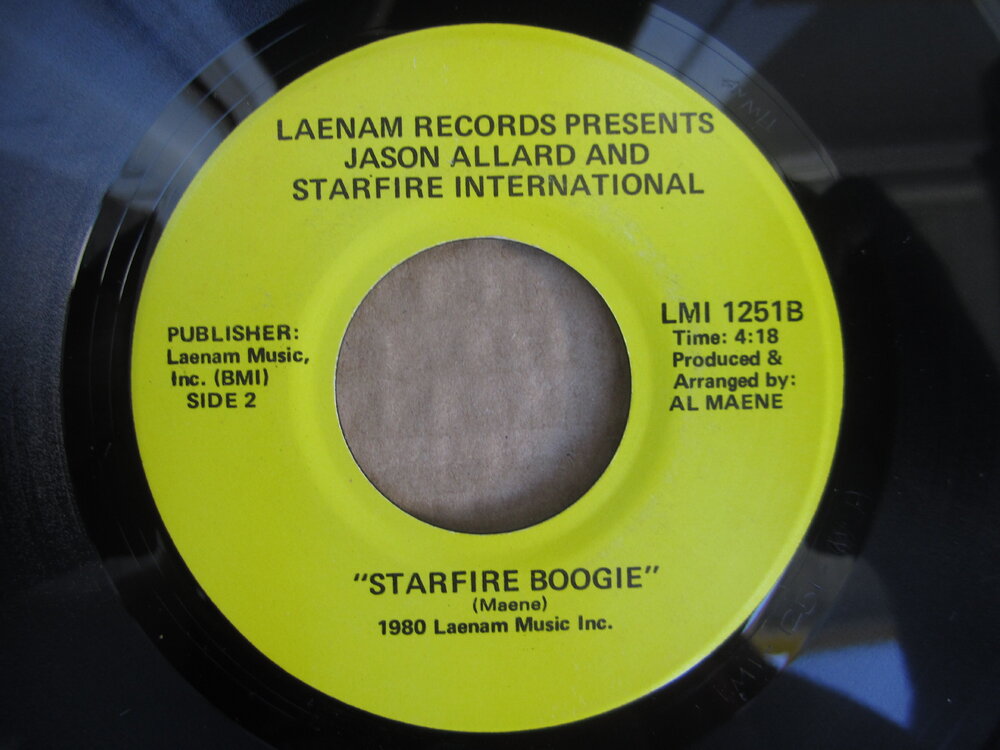 LAENAM RECORDS PRESENTS
JASON ALLARD AND
STARFIRE INTERNATIONAL
PUBLISHER:
Laenam Music,
Inc. (BMI)
SIDE 2
LMI 1251B
Time: 4:18
Produced &
Arranged by:
AL MAENE
"STARFIRE BOOGIE"
(Maene)
1980 Laenam Music Inc.